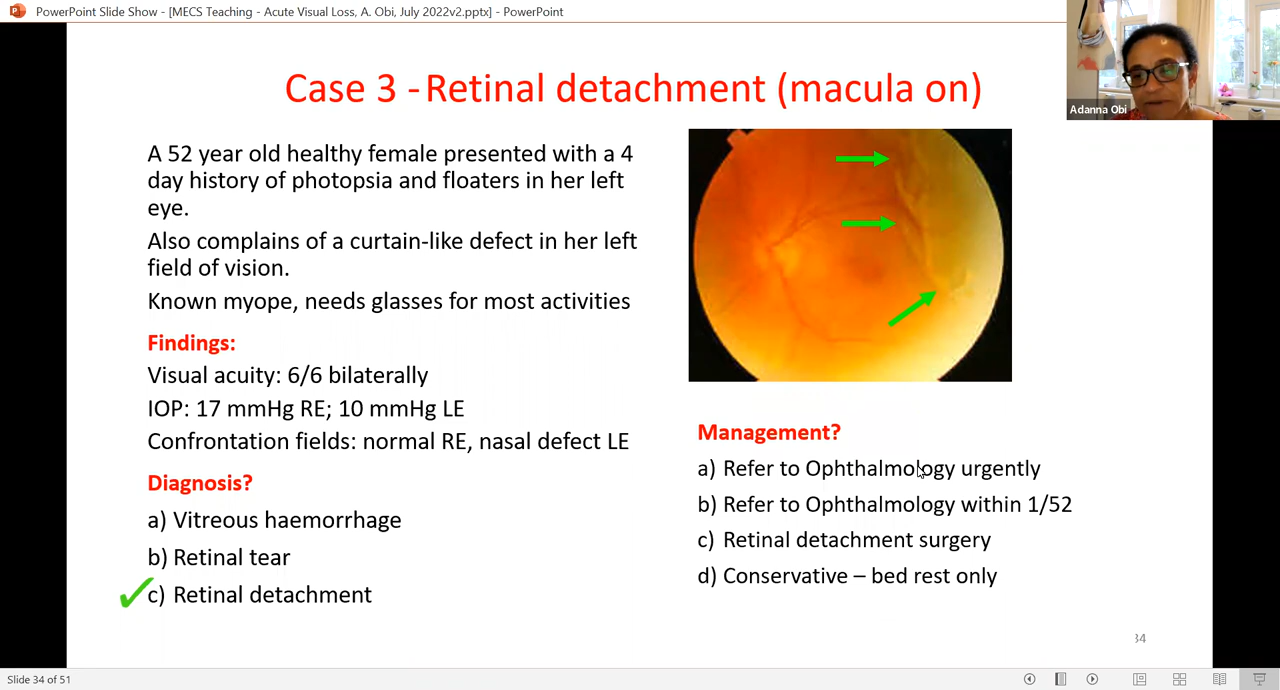 PowerPoint Slide Show - [MECS Teaching - Acute Visual Loss, A. Obi, July 2022v2.pptx] - PowerPoint
Adanna Obi
Case 3 - Retinal detachment (macula on)
A 52 year old healthy female presented with a 4
day history of photopsia and floaters in her left
eye.
Also complains of a curtain-like defect in her left
field of vision.
Known myope, needs glasses for most activities
Findings:
Visual acuity: 6/6 bilaterally
IOP: 17 mmHg RE; 10 mmHg LE
Confrontation fields: normal RE, nasal defect LE
Diagnosis?
a) Vitreous haemorrhage
b) Retinal tear
c) Retinal detachment
Management?
a) Refer to Ophthalmology urgently
b) Refer to Ophthalmology within 1/52
c) Retinal detachment surgery
d) Conservative – bed rest only
34
Slide 34 of 51